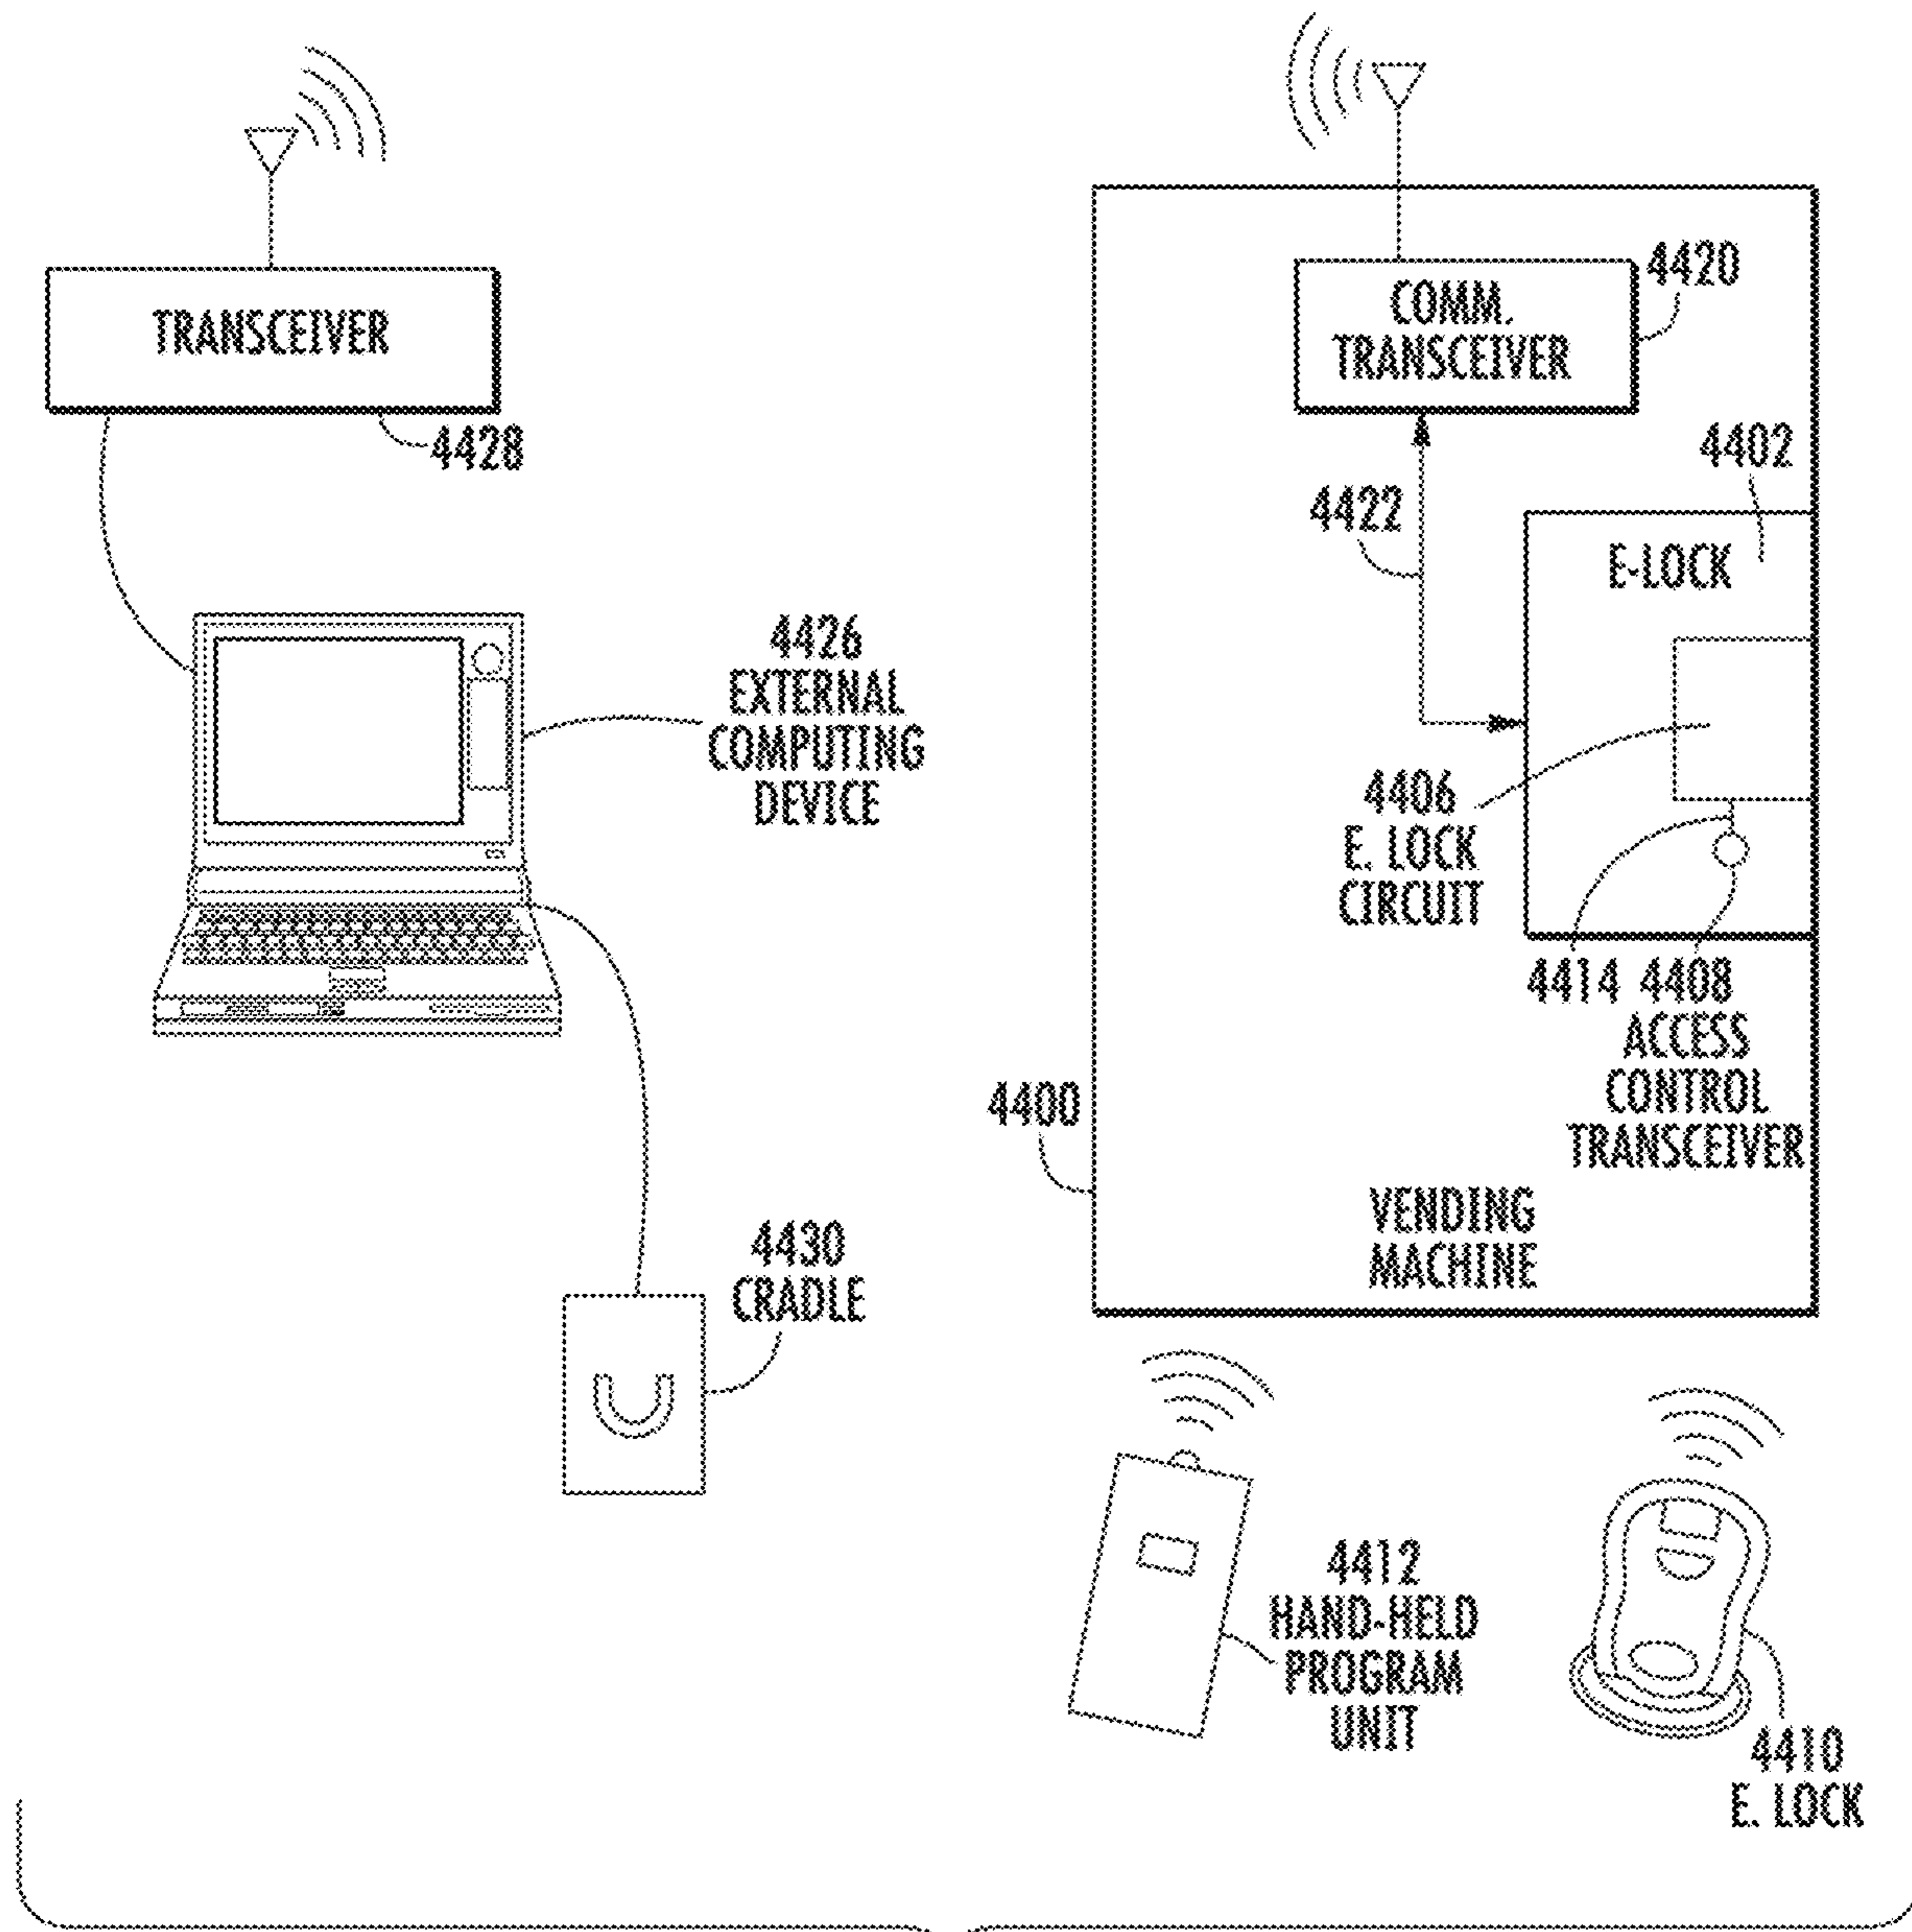 TRANSCEIVER
4428
4426
EXTERNAL
COMPUTING
DEVICE
4430
CRADLE
COMM.
TRANSCEIVER
4420
4422
4402
E-LOCK
4406
E. LOCK
CIRCUIT
4414 4408
ACCESS
CONTROL
TRANSCEIVER
4400
VENDING
MACHINE
4412
HAND-HELD
PROGRAM
UNIT
4410
E. LOCK